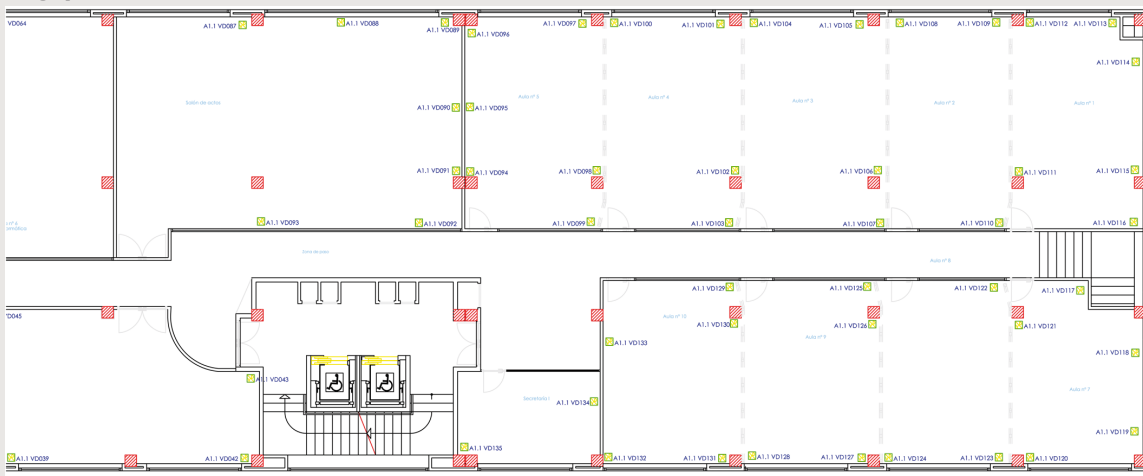 VD064
A1.1 VD087
A1.1 VD088
A1.1 VD089
A1.1 VD096
A1.1 VD097
A1.1 VD100
A1.1 VD101
A1.1 VD104
A1.1 VD105
A1.1 VD108
A1.1 VD109
A1.1 VD112
A1.1 VD113
A1.1 VD114
Salón de actos
Aula nº 5
Aula nº 4
Aula nº 3
Aula nº 2
Aula nº 1
A1.1 VD090
A1.1 VD095
A1.1 VD091
A1.1 VD094
A1.1 VD098
A1.1 VD102
A1.1 VD106
A1.1 VD111
A1.1 VD115
A1.1 VD093
A1.1 VD092
A1.1 VD099
A1.1 VD103
A1.1 VD107
A1.1 VD110
A1.1 VD116
nº 6
Aula nº 8
A1.1 VD129
A1.1 VD125
A1.1 VD122
A1.1 VD117
VD045
Aula nº 10
A1.1 VD130
A1.1 VD126
A1.1 VD121
A1.1 VD133
Aula nº 9
A1.1 VD118
A1.1 VD043
Aula nº 7
Secretaría I
A1.1 VD134
A1.1 VD119
A1.1 VD135
A1.1 VD039
A1.1 VD042
A1.1 VD132
A1.1 VD131
A1.1 VD128
A1.1 VD127
A1.1 VD124
A1.1 VD123
A1.1 VD120